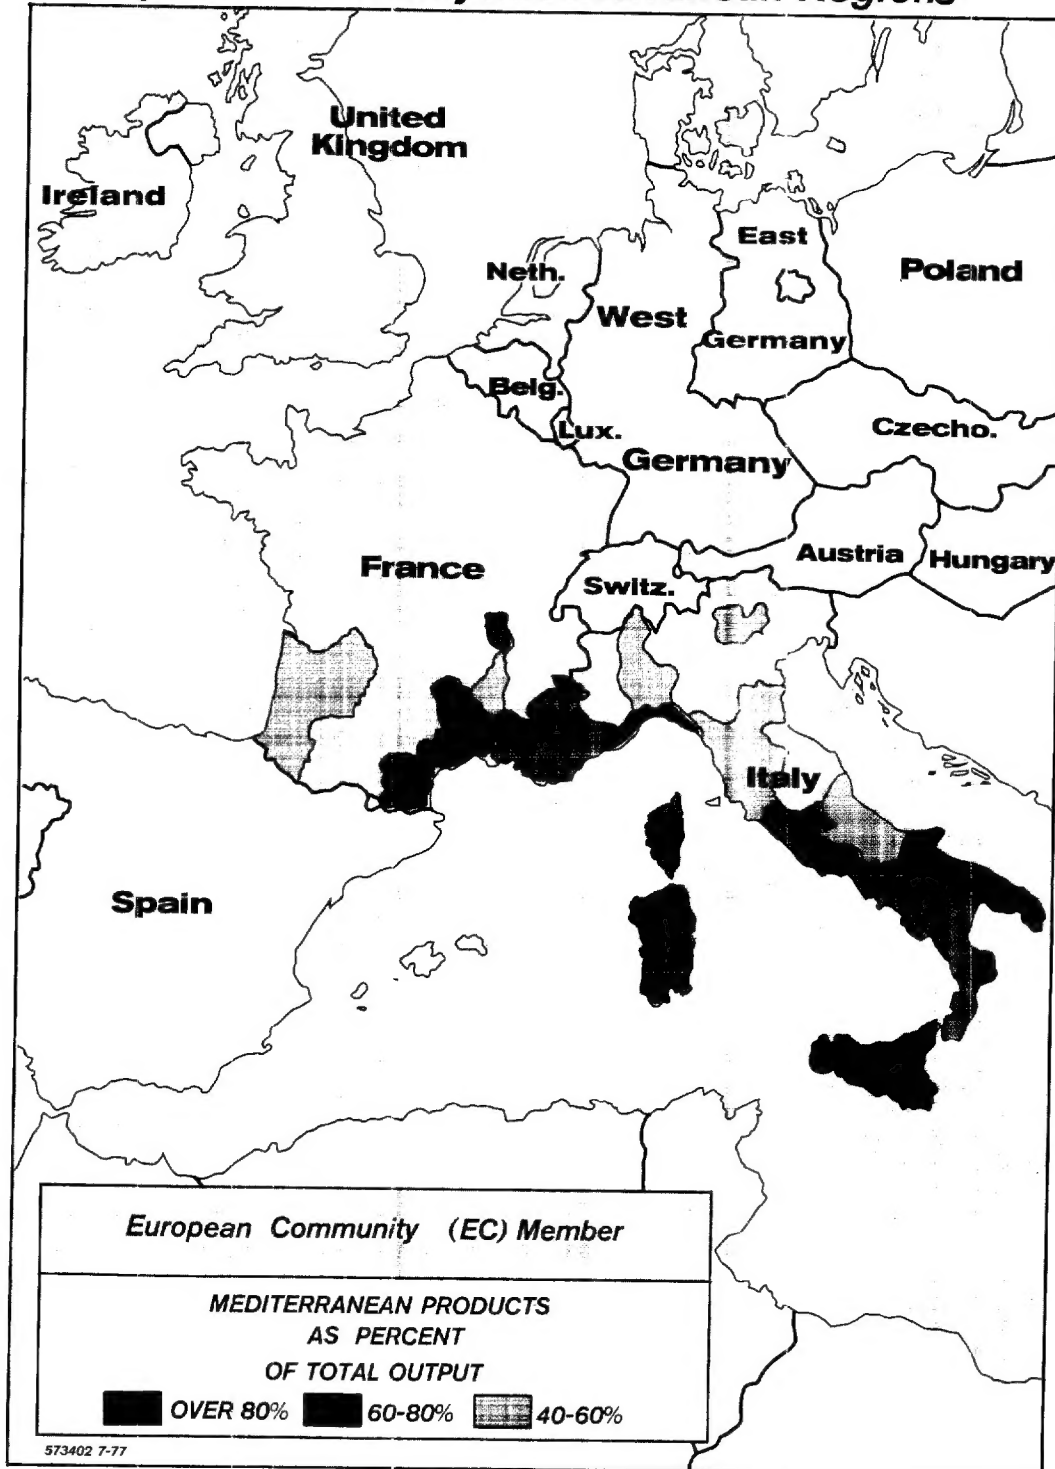 Regions
United
Kingdom
Ireland
Neth.
East
Poland
West
Germany
Belg.
Lux.
Czecho.
Germany
France
Switz.
Austria
Hungary
Italy
Spain
European Community (EC) Member
MEDITERRANEAN PRODUCTS
AS PERCENT
OF TOTAL OUTPUT
OVER 80% 60-80% 40-60%
573402 7-77